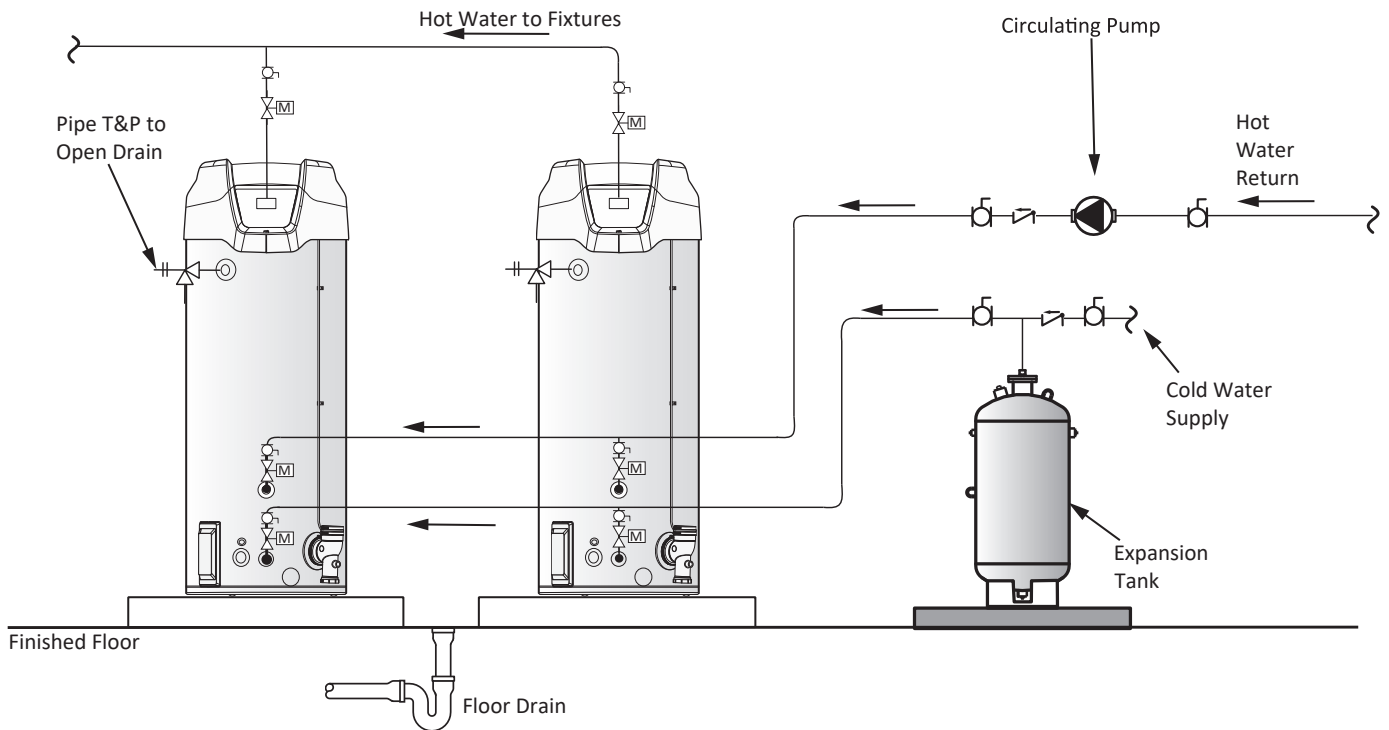 Hot Water to Fixtures
Circulating Pump
M
M
Pipe T&P to
Open Drain
Hot
Water
Return
Cold Water
Supply
M
M
M
M
Expansion
Tank
Finished Floor
Floor Drain